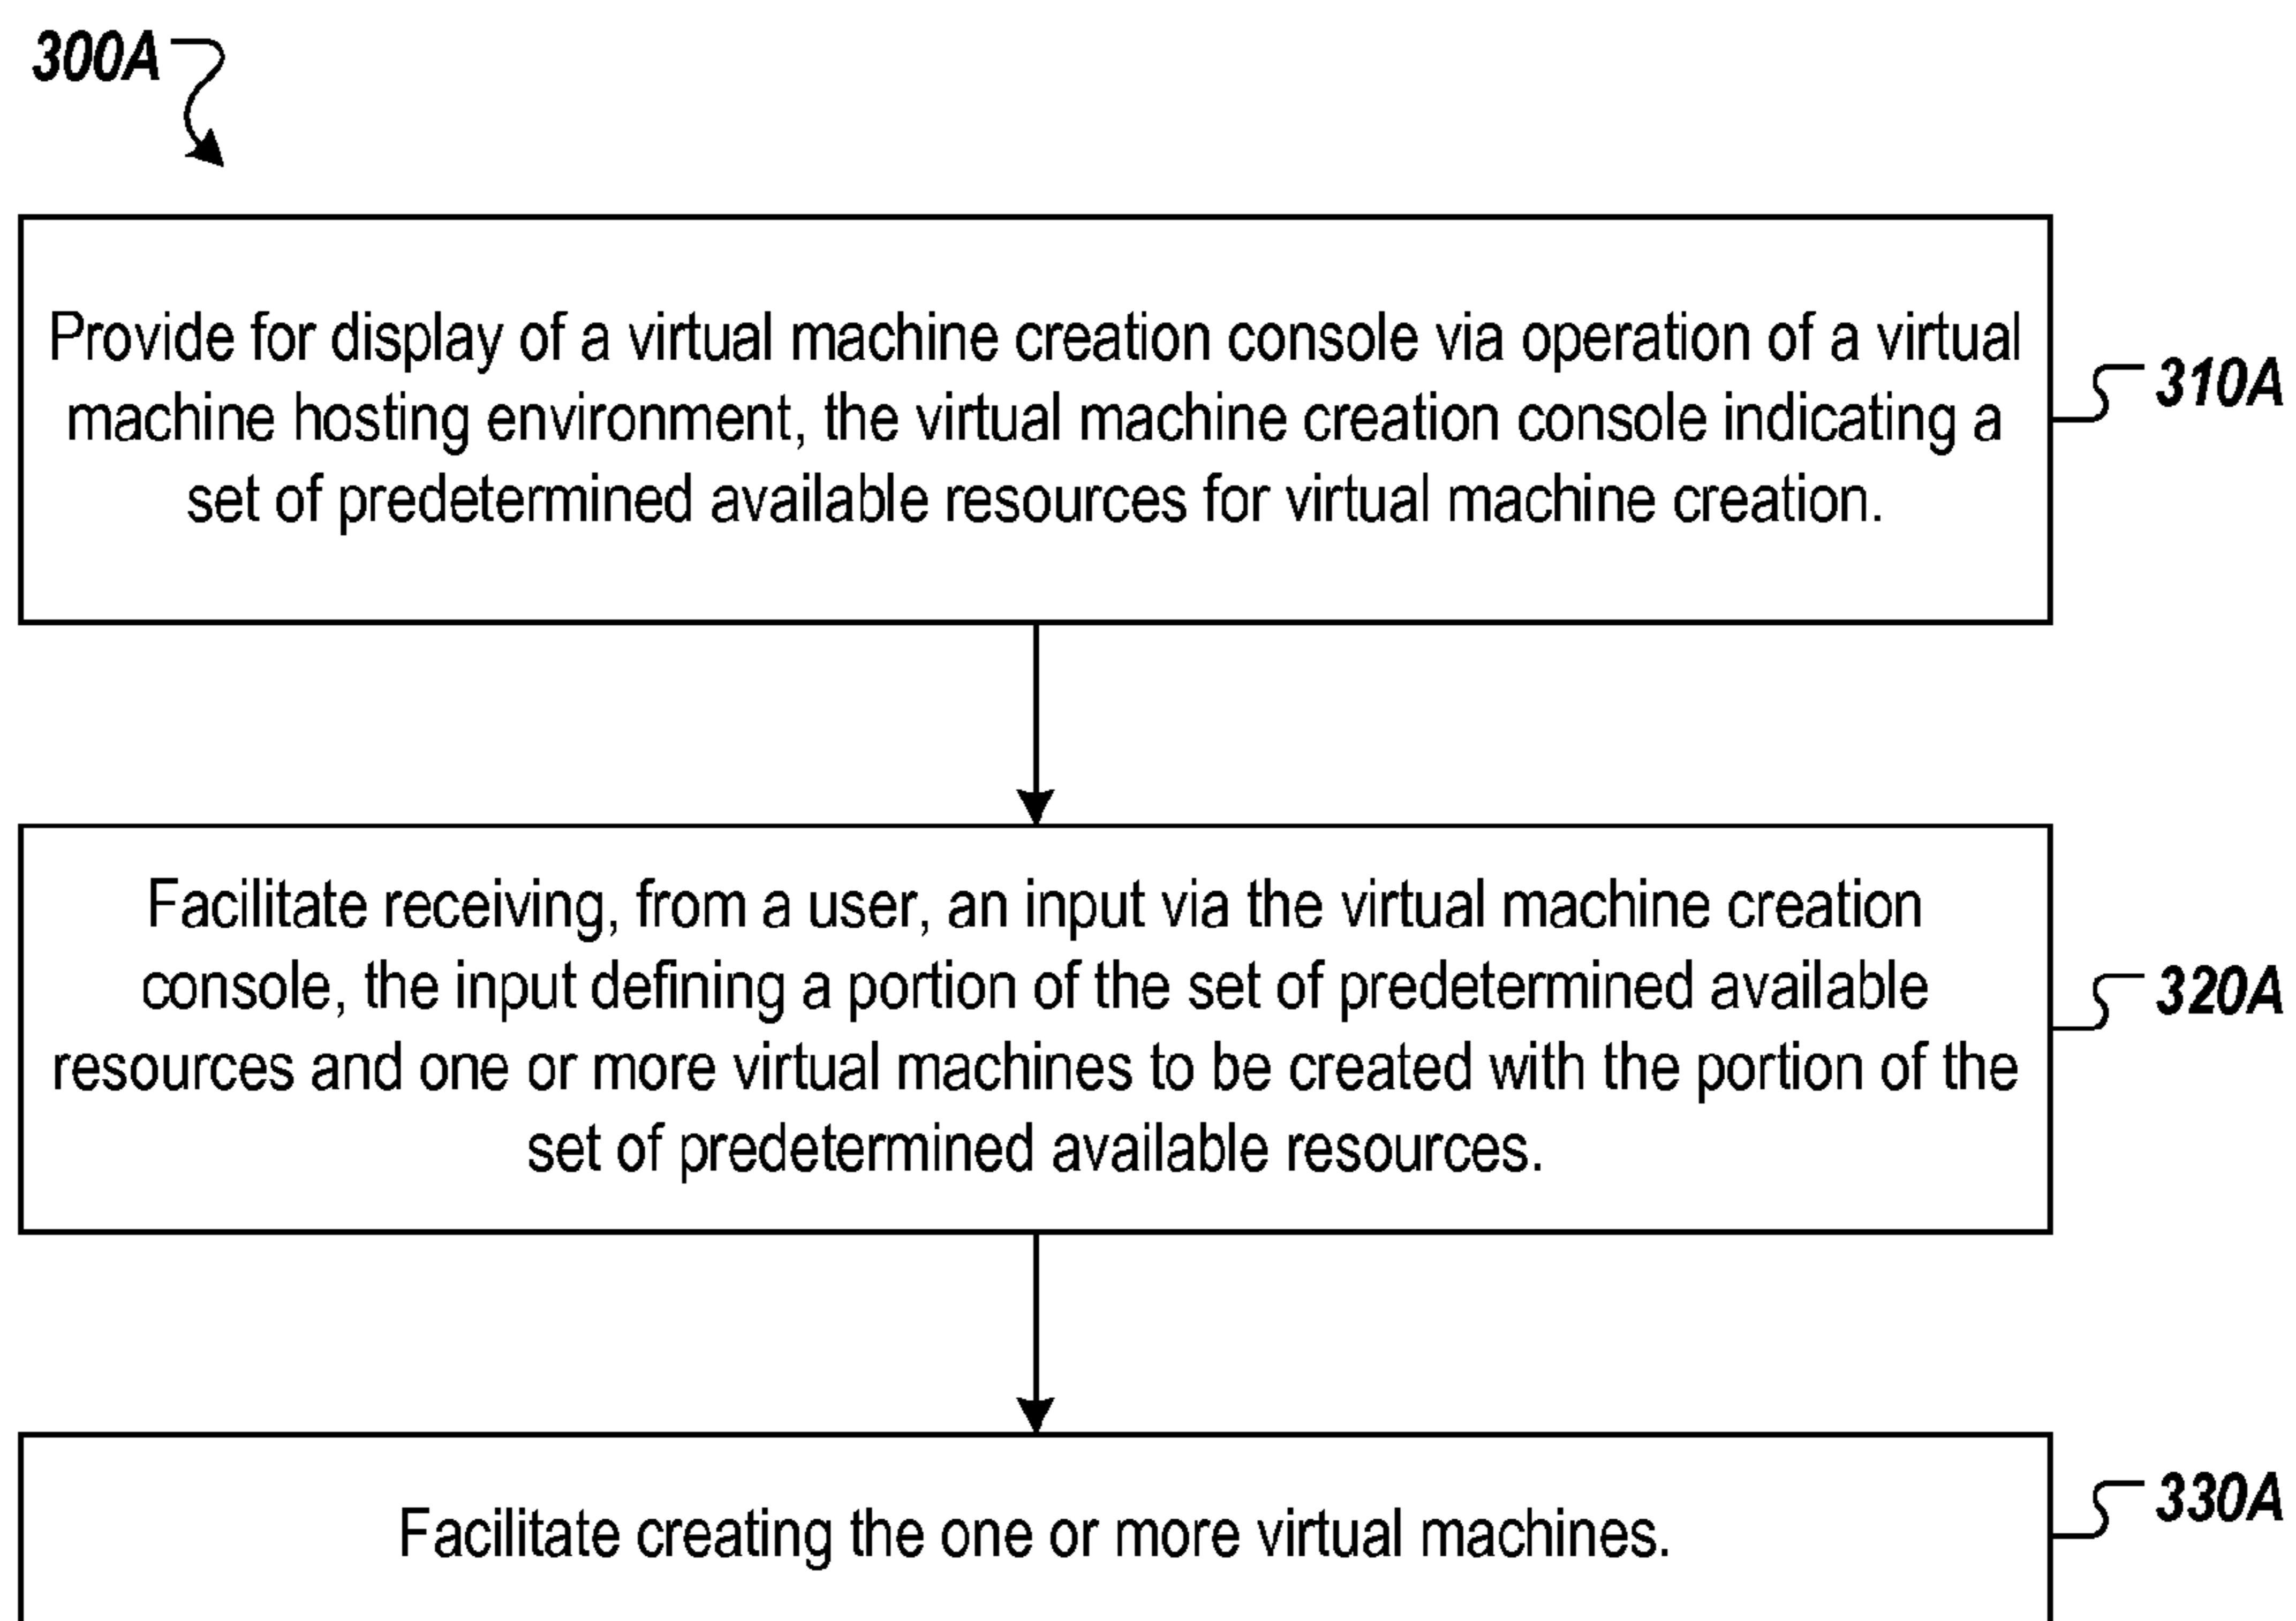 300A
Provide for display of a virtual machine creation console via operation of a virtual
machine hosting environment, the virtual machine creation console indicating a
set of predetermined available resources for virtual machine creation.
310A
Facilitate receiving, from a user, an input via the virtual machine creation
console, the input defining a portion of the set of predetermined available
resources and one or more virtual machines to be created with the portion of the
set of predetermined available resources.
320A
Facilitate creating the one or more virtual machines.
330A